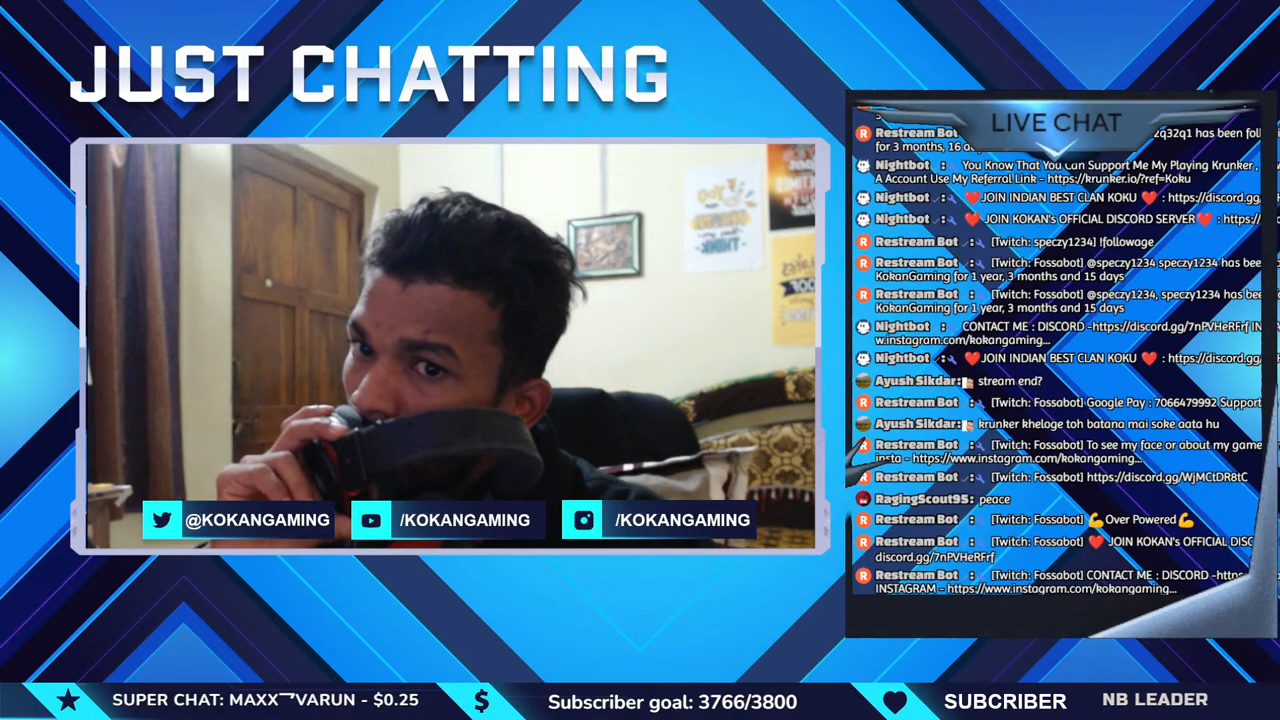 JUST CHATTING
LIVE CHAT
Restream Bot 2q32q1 has been foll
for 3 months, 16 d
Nightbot : You Know That You Can Support Me My Playing Krunker ,
A Account Use My Referral Link - https://krunker.io/?ref=Koku
Nightbot : ❤️JOIN INDIAN BEST CLAN KOKU ❤️ : https://discord.gg
Nightbot : ❤️ JOIN KOKAN's OFFICIAL DISCORD SERVER❤️ : https:/
Restream Bot : [Twitch: speczy1234] !followage
Restream Bot : [Twitch: Fossabot] @speczy1234 speczy1234 has bee
KokanGaming for 1 year, 3 months and 15 days
Restream Bot : [Twitch: Fossabot] @speczy1234, speczy1234 has be
KokanGaming for 1 year, 3 months and 15 days
Nightbot : CONTACT ME : DISCORD -https://discord.gg/7nPVHeRFrf IN
w.instagram.com/kokangaming...
Nightbot : ❤️JOIN INDIAN BEST CLAN KOKU ❤️ : https://discord.gg
Ayush Sikdar: stream end?
Restream Bot : [Twitch: Fossabot] Google Pay : 7066479992 Support
Ayush Sikdar: krunker kheloge toh batana mai soke aata hu
Restream Bot : [Twitch: Fossabot] To see my face or about my game
insta - https://www.instagram.com/kokangaming...
Restream Bot : [Twitch: Fossabot] https://discord.gg/WjMCtDR8tC
RagingScout95: peace
Restream Bot : [Twitch: Fossabot] 💪Over Powered💪
Restream Bot : [Twitch: Fossabot] ❤️ JOIN KOKAN's OFFICIAL DISC
discord.gg/7nPVHeRFrf
Restream Bot : [Twitch: Fossabot] CONTACT ME : DISCORD -https
INSTAGRAM - https://www.instagram.com/kokangaming...
THINK
@KOKANGAMING
/KOKANGAMING
/KOKANGAMING
SUPER CHAT: MAXX VARUN - $0.25
Subscriber goal: 3766/3800
SUBCRIBER
NB LEADER